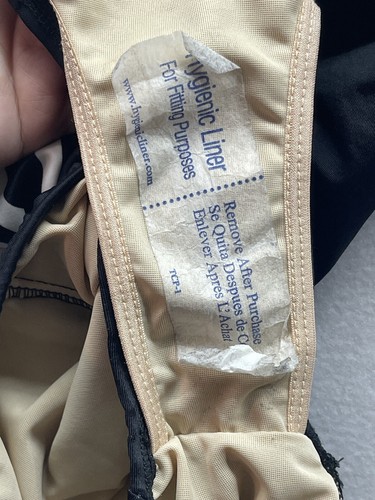 Hygienic Liner
For Fitting Purposes
www.hygienicliner.com
Remove After Purchase
Se Quita Despues de C
Enlever Apres L'Achat
TCP-1